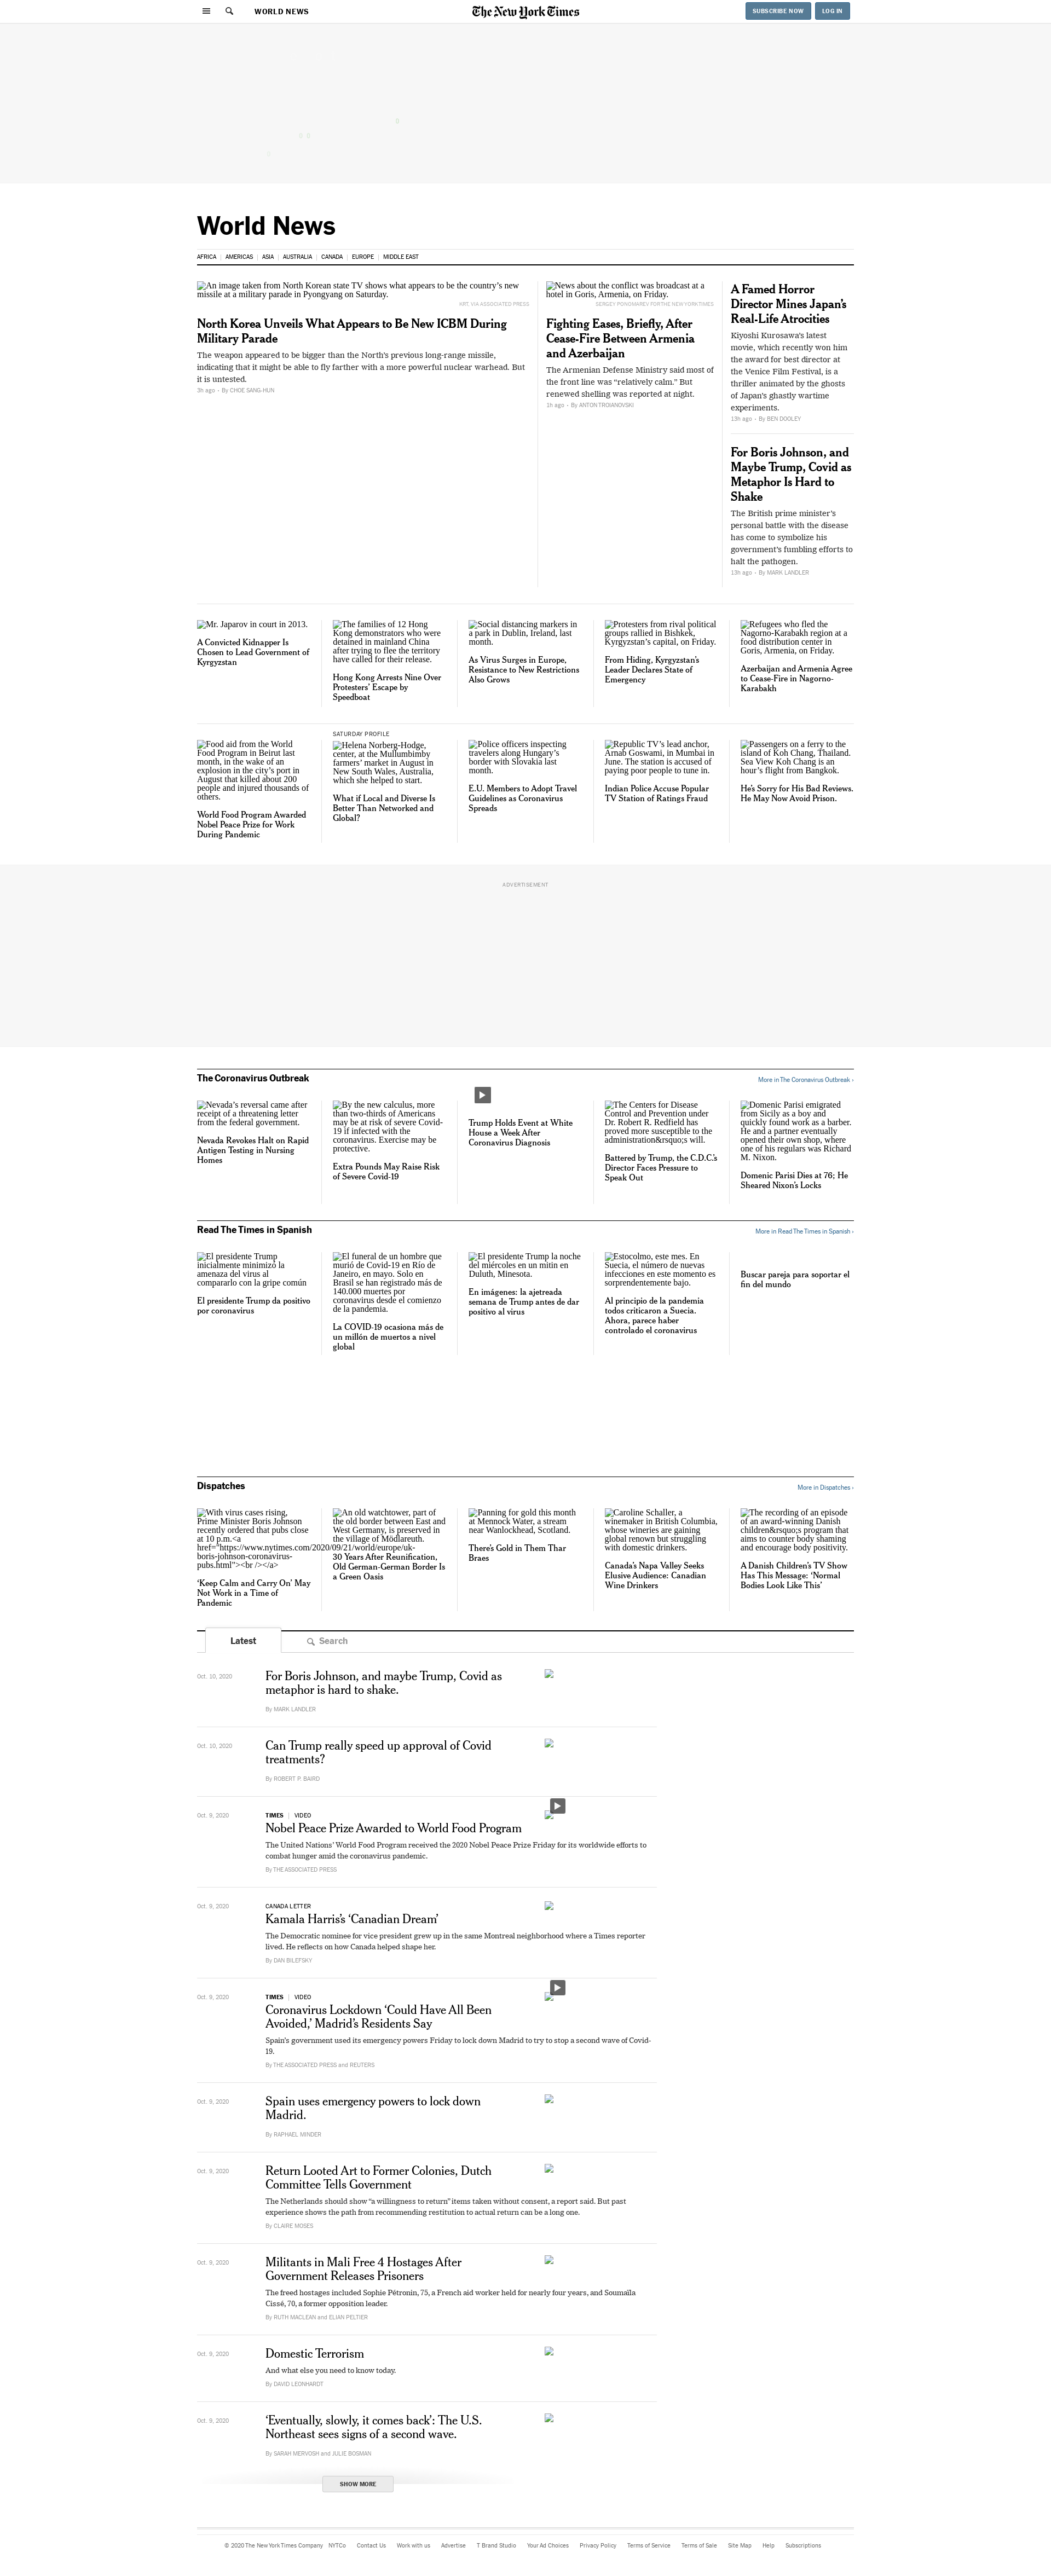 WORLD NEWS
The New York Times
SUBSCRIBE NOW
LOG IN
World News
AFRICA
AMERICAS
ASIA
AUSTRALIA
CANADA
EUROPE
MIDDLE EAST
An image taken from North Korean state TV shows what appears to be the country's new
missile at a military parade in Pyongyang on Saturday.
KRT, VIA ASSOCIATED PRESS
North Korea Unveils What Appears to Be New ICBM During
Military Parade
The weapon appeared to be bigger than the North's previous long-range missile,
indicating that it might be able to fly farther with a more powerful nuclear warhead. But
it is untested.
3h ago - By CHOE SANG-HUN
News about the conflict was broadcast at a
hotel in Goris, Armenia, on Friday.
SERGEY PONOMAREV FOR THE NEW YORK TIMES
Fighting Eases, Briefly, After
Cease-Fire Between Armenia
and Azerbaijan
The Armenian Defense Ministry said most of
the front line was “relatively calm.” But
renewed shelling was reported at night.
1h ago - By ANTON TROIANOVSKI
A Famed Horror
Director Mines Japan’s
Real-Life Atrocities
Kiyoshi Kurosawa’s latest
movie, which recently won him
the award for best director at
the Venice Film Festival, is a
thriller animated by the ghosts
of Japan’s ghastly wartime
experiments.
13h ago - By BEN DOOLEY
For Boris Johnson, and
Maybe Trump, Covid as
Metaphor Is Hard to
Shake
The British prime minister’s
personal battle with the disease
has come to symbolize his
government’s fumbling efforts to
halt the pathogen.
13h ago - By MARK LANDLER
Mr. Japarov in court in 2013.
A Convicted Kidnapper Is
Chosen to Lead Government of
Kyrgyzstan
The families of 12 Hong
Kong demonstrators who were
detained in mainland China
after trying to flee the territory
have called for their release.
Hong Kong Arrests Nine Over
Protesters’ Escape by
Speedboat
Social distancing markers in
a park in Dublin, Ireland, last
month.
As Virus Surges in Europe,
Resistance to New Restrictions
Also Grows
Protesters from rival political
groups rallied in Bishkek,
Kyrgyzstan’s capital, on Friday.
From Hiding, Kyrgyzstan’s
Leader Declares State of
Emergency
Refugees who fled the
Nagorno-Karabakh region at a
food distribution center in
Goris, Armenia, on Friday.
Azerbaijan and Armenia Agree
to Cease-Fire in Nagorno-
Karabakh
Food aid from the World
Food Program in Beirut last
month, in the wake of an
explosion in the city’s port in
August that killed about 200
people and injured thousands of
others.
World Food Program Awarded
Nobel Peace Prize for Work
During Pandemic
SATURDAY PROFILE
Helena Norberg-Hodge,
center, at the Mullumbimby
farmers’ market in August in
New South Wales, Australia,
which she helped to start.
What if Local and Diverse Is
Better Than Networked and
Global?
Police officers inspecting
travelers along Hungary’s
border with Slovakia last
month.
E.U. Members to Adopt Travel
Guidelines as Coronavirus
Spreads
Republic TV’s lead anchor,
Arnab Goswami, in Mumbai in
June. The station is accused of
paying poor people to tune in.
Indian Police Accuse Popular
TV Station of Ratings Fraud
Passengers on a ferry to the
island of Koh Chang, Thailand.
Sea View Koh Chang is an
hour’s flight from Bangkok.
He’s Sorry for His Bad Reviews.
He May Now Avoid Prison.
ADVERTISEMENT
The Coronavirus Outbreak
More in The Coronavirus Outbreak ›
Nevada’s reversal came after
receipt of a threatening letter
from the federal government.
Nevada Revokes Halt on Rapid
Antigen Testing in Nursing
Homes
By the new calculus, more
than two-thirds of Americans
may be at risk of severe Covid-
19 if infected with the
coronavirus. Exercise may be
protective.
Extra Pounds May Raise Risk
of Severe Covid-19
Trump Holds Event at White
House a Week After
Coronavirus Diagnosis
The Centers for Disease
Control and Prevention under
Dr. Robert R. Redfield has
proved more susceptible to the
administration&rsquo;s will.
Battered by Trump, the C.D.C.’s
Director Faces Pressure to
Speak Out
Domenic Parisi emigrated
from Sicily as a boy and
quickly found work as a barber.
He and a partner eventually
opened their own shop, where
one of his regulars was Richard
M. Nixon.
Domenic Parisi Dies at 76; He
Sheared Nixon’s Locks
Read The Times in Spanish
More in Read The Times in Spanish ›
El presidente Trump
inicialmente minimizó la
amenaza del virus al
compararlo con la gripe común
El presidente Trump da positivo
por coronavirus
El funeral de un hombre que
murió de Covid-19 en Río de
Janeiro, en mayo. Solo en
Brasil se han registrado más de
140.000 muertes por
coronavirus desde el comienzo
de la pandemia.
La COVID-19 ocasiona más de
un millón de muertos a nivel
global
El presidente Trump la noche
del miércoles en un mitin en
Duluth, Minesota.
En imágenes: la ajetreada
semana de Trump antes de dar
positivo al virus
Estocolmo, este mes. En
Suecia, el número de nuevas
infecciones en este momento es
sorprendentemente bajo.
Al principio de la pandemia
todos criticaron a Suecia.
Ahora, parece haber
controlado el coronavirus
Buscar pareja para soportar el
fin del mundo
Dispatches
More in Dispatches ›
With virus cases rising,
Prime Minister Boris Johnson
recently ordered that pubs close
at 10 p.m.<a
href="https://www.nytimes.com/2020/09/21/world/europe/uk-
boris-johnson-coronavirus-
pubs.html"><br /></a>
‘Keep Calm and Carry On’ May
Not Work in a Time of
Pandemic
An old watchtower, part of
the old border between East and
West Germany, is preserved in
the village of Mödlareuth.
30 Years After Reunification,
Old German-German Border Is
a Green Oasis
Panning for gold this month
at Mennock Water, a stream
near Wanlockhead, Scotland.
There’s Gold in Them Thar
Braes
Caroline Schaller, a
winemaker in British Columbia,
whose wineries are gaining
global renown but struggling
with domestic drinkers.
Canada’s Napa Valley Seeks
Elusive Audience: Canadian
Wine Drinkers
The recording of an episode
of an award-winning Danish
children&rsquo;s program that
aims to counter body shaming
and encourage body positivity.
A Danish Children’s TV Show
Has This Message: ‘Normal
Bodies Look Like This’
Latest
Search
Oct. 10, 2020
For Boris Johnson, and maybe Trump, Covid as
metaphor is hard to shake.
By MARK LANDLER
Oct. 10, 2020
Can Trump really speed up approval of Covid
treatments?
By ROBERT P. BAIRD
Oct. 9, 2020
TIMES | VIDEO
Nobel Peace Prize Awarded to World Food Program
The United Nations’ World Food Program received the 2020 Nobel Peace Prize Friday for its worldwide efforts to
combat hunger amid the coronavirus pandemic.
By THE ASSOCIATED PRESS
Oct. 9, 2020
CANADA LETTER
Kamala Harris’s ‘Canadian Dream’
The Democratic nominee for vice president grew up in the same Montreal neighborhood where a Times reporter
lived. He reflects on how Canada helped shape her.
By DAN BILEFSKY
Oct. 9, 2020
TIMES | VIDEO
Coronavirus Lockdown ‘Could Have All Been
Avoided,’ Madrid’s Residents Say
Spain’s government used its emergency powers Friday to lock down Madrid to try to stop a second wave of Covid-
19.
By THE ASSOCIATED PRESS and REUTERS
Oct. 9, 2020
Spain uses emergency powers to lock down
Madrid.
By RAPHAEL MINDER
Oct. 9, 2020
Return Looted Art to Former Colonies, Dutch
Committee Tells Government
The Netherlands should show “a willingness to return” items taken without consent, a report said. But past
experience shows the path from recommending restitution to actual return can be a long one.
By CLAIRE MOSES
Oct. 9, 2020
Militants in Mali Free 4 Hostages After
Government Releases Prisoners
The freed hostages included Sophie Pétronin, 75, a French aid worker held for nearly four years, and Soumaïla
Cissé, 70, a former opposition leader.
By RUTH MACLEAN and ELIAN PELTIER
Oct. 9, 2020
Domestic Terrorism
And what else you need to know today.
By DAVID LEONHARDT
Oct. 9, 2020
‘Eventually, slowly, it comes back’: The U.S.
Northeast sees signs of a second wave.
By SARAH MERVOSH and JULIE BOSMAN
SHOW MORE
© 2020 The New York Times Company
NYTCo
Contact Us
Work with us
Advertise
T Brand Studio
Your Ad Choices
Privacy Policy
Terms of Service
Terms of Sale
Site Map
Help
Subscriptions